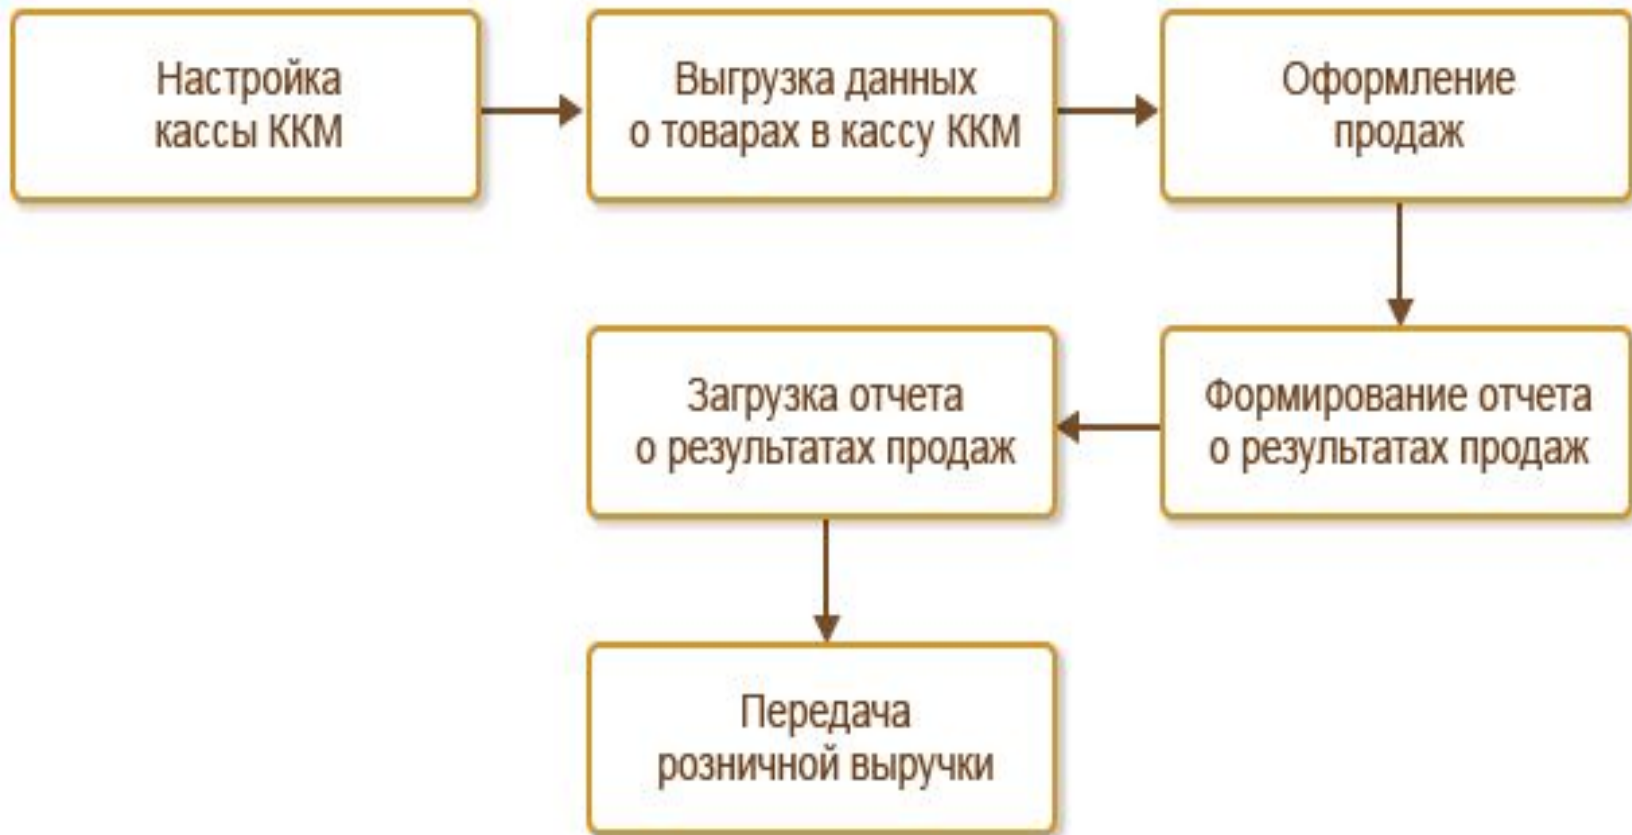 Настройка
кассы ККМ
Выгрузка данных
о товарах в кассу ККМ
Оформление
продаж
Формирование отчета
о результатах продаж
Загрузка отчета
о результатах продаж
Передача
розничной выручки